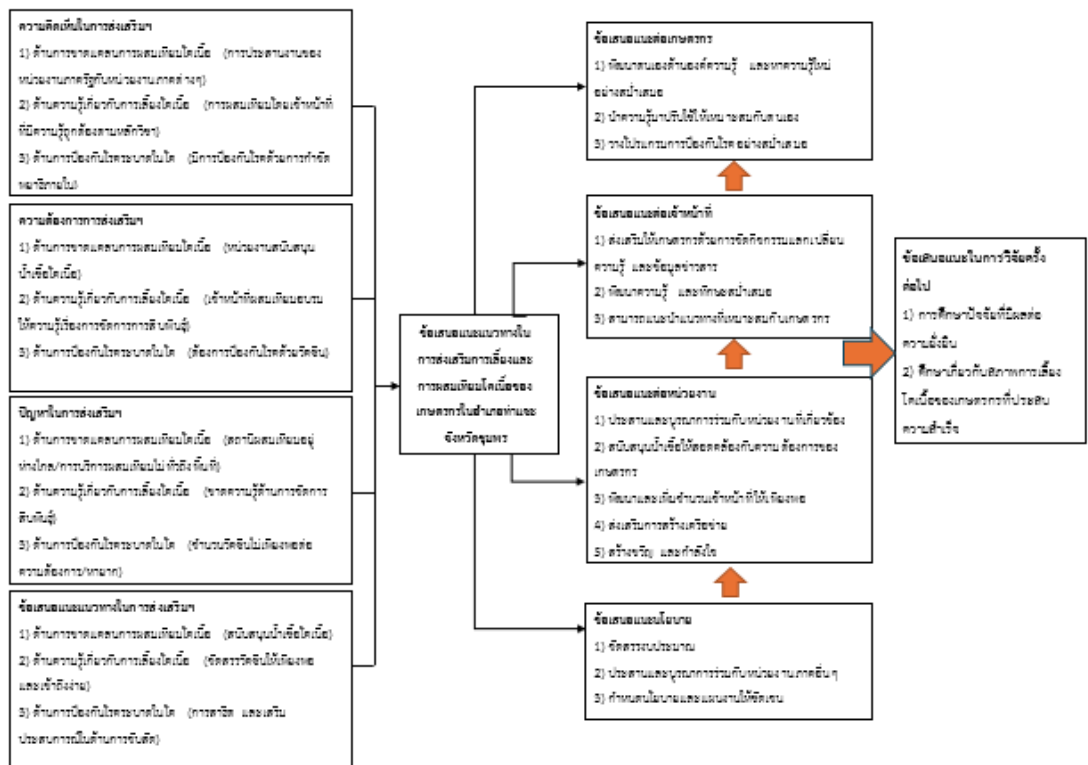 ความคิดเห็นในการส่งเสริมฯ
1) ด้านการขาดแคลนการผสมเทียมโคเนื้อ (การประสานงานของ
หน่วยงานภาครัฐกับหน่วยงานภาคต่างๆ)
2) ด้านความรู้เกี่ยวกับการเลี้ยงโคเนื้อ (การผสมเทียมโดยเจ้าหน้าที่
ที่มีความรู้ถูกต้องตามหลักวิชา)
3) ด้านการป้องกันโรคระบาดในโค (มีการป้องกันโรคด้วยการกำจัด
พยาธิภายใน)
ความต้องการการส่งเสริมฯ
1) ด้านการขาดแคลนการผสมเทียมโคเนื้อ (หน่วยงานสนับสนุน
น้ำเชื้อโคเนื้อ)
2) ด้านความรู้เกี่ยวกับการเลี้ยงโคเนื้อ (เจ้าหน้าที่ผสมเทียมอบรม
ให้ความรู้เรื่องการจัดการการสืบพันธุ์)
3) ด้านการป้องกันโรคระบาดในโค (ต้องการป้องกันโรคด้วยวัคซีน)
ปัญหาในการส่งเสริมฯ
1) ด้านการขาดแคลนการผสมเทียมโคเนื้อ (สถานีผสมเทียมอยู่
ห่างไกล/การบริการผสมเทียมไม่ทั่วถึงพื้นที่)
2) ด้านความรู้เกี่ยวกับการเลี้ยงโคเนื้อ (ขาดความรู้ด้านการจัดการ
สืบพันธุ์)
3) ด้านการป้องกันโรคระบาดในโค (จำนวนวัคซีนไม่เพียงพอต่อ
ความต้องการ/หายาก)
ข้อเสนอแนะแนวทางในการส่งเสริมฯ
1) ด้านการขาดแคลนการผสมเทียมโคเนื้อ (สนับสนุนน้ำเชื้อโคเนื้อ)
2) ด้านความรู้เกี่ยวกับการเลี้ยงโคเนื้อ (จัดสรรวัคซีนให้เพียงพอ
และเข้าถึงง่าย)
3) ด้านการป้องกันโรคระบาดในโค (การสาธิต และเสริม
ประสบการณ์ในด้านการจับสัด)
ข้อเสนอแนะแนวทางใน
การส่งเสริมการเลี้ยงและ
การผสมเทียมโคเนื้อของ
เกษตรกรในอำเภอท่าแซะ
จังหวัดชุมพร
ข้อเสนอแนะต่อเกษตรกร
1) พัฒนาตนเองด้านองค์ความรู้ และหาความรู้ใหม่
อย่างสม่ำเสมอ
2) นำความรู้มาปรับใช้ให้เหมาะสมกับตนเอง
3) วางโปรแกรมการป้องกันโรคอย่างสม่ำเสมอ
ข้อเสนอแนะต่อเจ้าหน้าที่
1) ส่งเสริมให้เกษตรกรด้วยการจัดกิจกรรมแลกเปลี่ยน
ความรู้ และข้อมูลข่าวสาร
2) พัฒนาความรู้ และทักษะสม่ำเสมอ
3) สามารถแนะนำแนวทางที่เหมาะสมกับเกษตรกร
ข้อเสนอแนะต่อหน่วยงาน
1) ประสานและบูรณาการร่วมกับหน่วยงานที่เกี่ยวข้อง
2) สนับสนุนน้ำเชื้อให้สอดคล้องกับความต้องการของ
เกษตรกร
3) พัฒนาและเพิ่มจำนวนเจ้าหน้าที่ให้เพียงพอ
4) ส่งเสริมการสร้างเครือข่าย
5) สร้างขวัญ และกำลังใจ
ข้อเสนอแนะนโยบาย
1) จัดสรรงบประมาณ
2) ประสานและบูรณาการร่วมกับหน่วยงานภาคอื่นๆ
3) กำหนดนโยบายและแผนงานให้ชัดเจน
ข้อเสนอแนะในการวิจัยครั้ง
ต่อไป
1) การศึกษาปัจจัยที่มีผลต่อ
ความยั่งยืน
2) ศึกษาเกี่ยวกับสภาพการเลี้ยง
โคเนื้อของเกษตรกรที่ประสบ
ความสำเร็จ